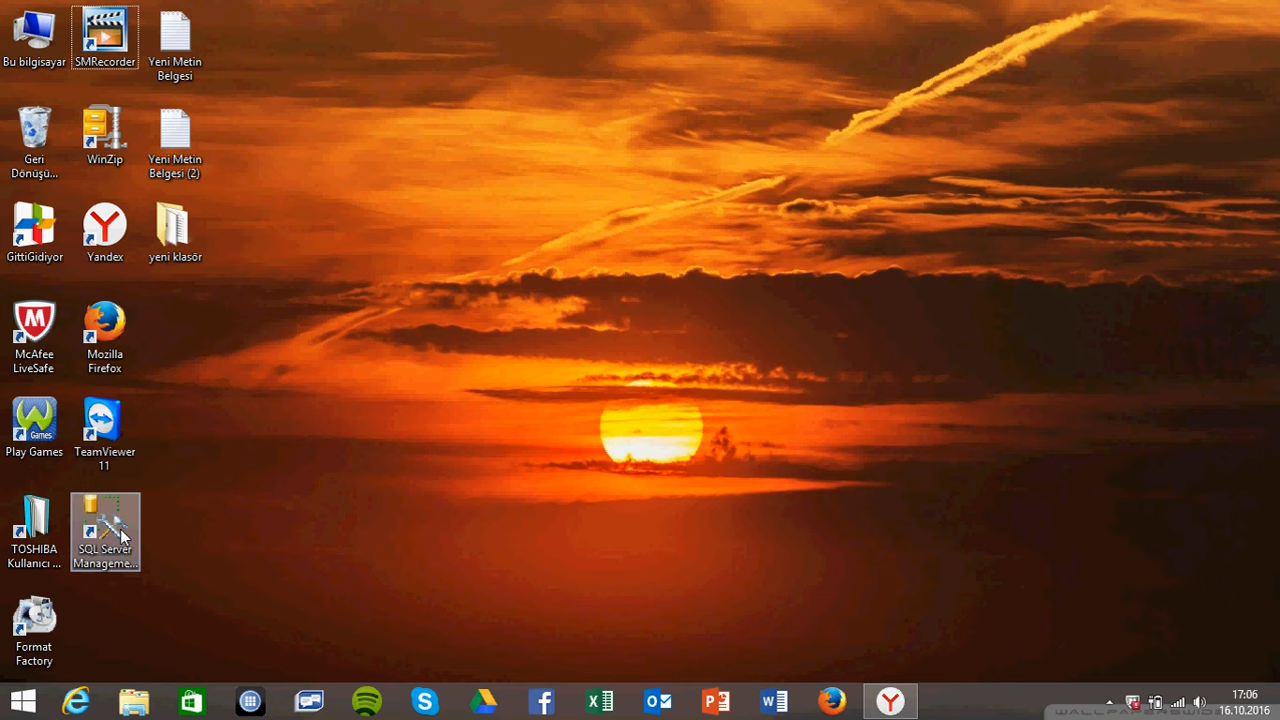 Bu bilgisayar
SMRecorder
Yeni Metin
Belgesi
Geri
Dönüşü...
WinZip
Yeni Metin
Belgesi (2)
GittiGidiyor
Yandex
yeni klasör
McAfee
LiveSafe
Mozilla
Firefox
Games
Play Games
TeamViewer
11
TOSHIBA
Kullanıcı ...
SQL Server
Manageme...
Format
Factory
17:06
16.10.2016